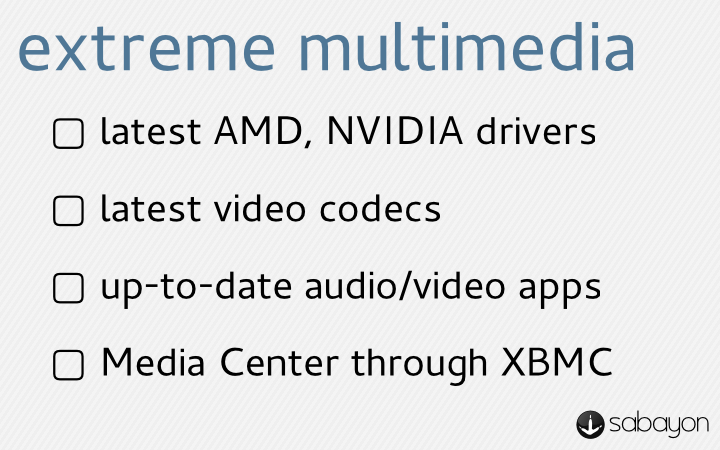 extreme multimedia
latest AMD, NVIDIA drivers
latest video codecs
up-to-date audio/video apps
Media Center through XBMC
sabayon